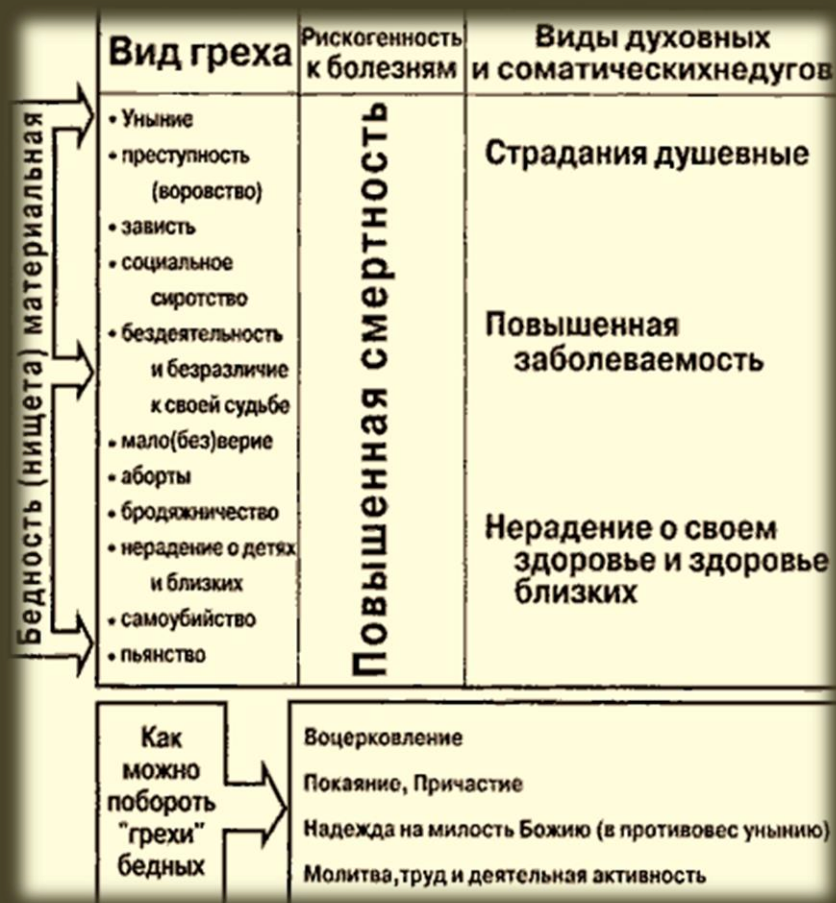 Вид греха
Рискогенность
к болезням
Виды духовных
и соматическихнедугов
Бедность (нищета) материальная
• Уныние
• преступность
(воровство)
• зависть
• социальное
сиротство
• бездеятельность
и безразличие
к своей судьбе
• мало(без)верие
• аборты
• бродяжничество
• нерадение о детях
и близких
• самоубийство
• пьянство
Повышенная смертность
Страдания душевные
Повышенная
заболеваемость
Нерадение о своем
здоровье и здоровье
близких
Как
можно
побороть
"грехи"
бедных
Воцерковление
Покаяние, Причастие
Надежда на милость Божию (в противовес унынию)
Молитва,труд и деятельная активность